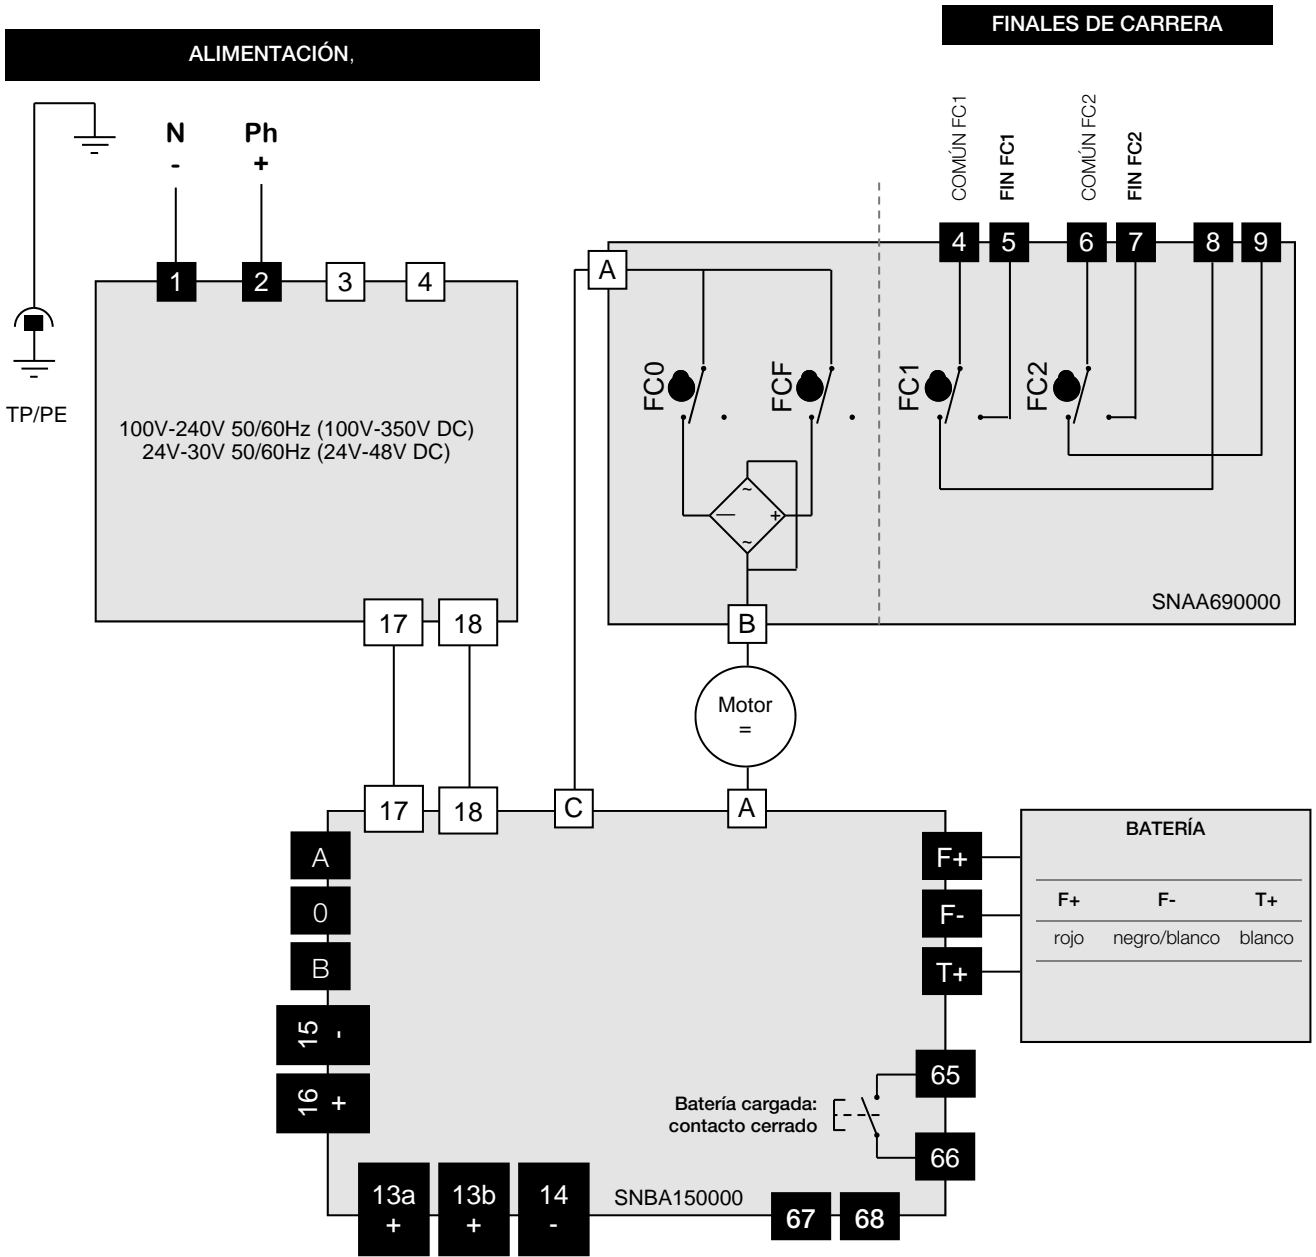 FINALES DE CARRERA
ALIMENTACIÓN,
N
Ph
-
+
COMÚN FC1
FIN FC1
COMÚN FC2
FIN FC2
1
2
3
4
A
4
5
6
7
8
9
TP/PE
100V-240V 50/60Hz (100V-350V DC)
24V-30V 50/60Hz (24V-48V DC)
FC0
FCF
FC1
FC2
~
—
+
~
SNAA690000
17
18
B
Motor
=
17
18
C
A
A
0
B
15 -
16 +
F+
F-
T+
BATERÍA
F+ F- T+
rojo negro/blanco blanco
65
Batería cargada:
contacto cerrado
66
13a
+
13b
+
14
-
SNBA150000
67
68